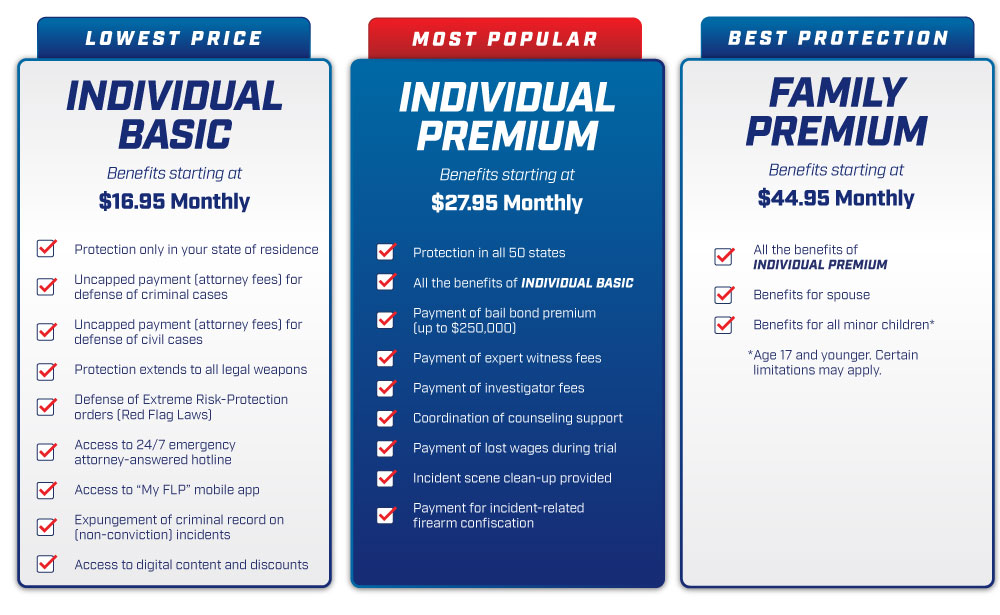 LOWEST PRICE
INDIVIDUAL
BASIC
Benefits starting at
$16.95 Monthly
Protection only in your state of residence
Uncapped payment (attorney fees) for
defense of criminal cases
Uncapped payment (attorney fees) for
defense of civil cases
Protection extends to all legal weapons
Defense of Extreme Risk-Protection
orders (Red Flag Laws)
Access to 24/7 emergency
attorney-answered hotline
Access to “My FLP” mobile app
Expungement of criminal record on
(non-conviction) incidents
Access to digital content and discounts
MOST POPULAR
INDIVIDUAL
PREMIUM
Benefits starting at
$27.95 Monthly
Protection in all 50 states
All the benefits of INDIVIDUAL BASIC
Payment of bail bond premium
(up to $250,000)
Payment of expert witness fees
Payment of investigator fees
Coordination of counseling support
Payment of lost wages during trial
Incident scene clean-up provided
Payment for incident-related
firearm confiscation
BEST PROTECTION
FAMILY
PREMIUM
Benefits starting at
$44.95 Monthly
All the benefits of
INDIVIDUAL PREMIUM
Benefits for spouse
Benefits for all minor children*
*Age 17 and younger. Certain
limitations may apply.